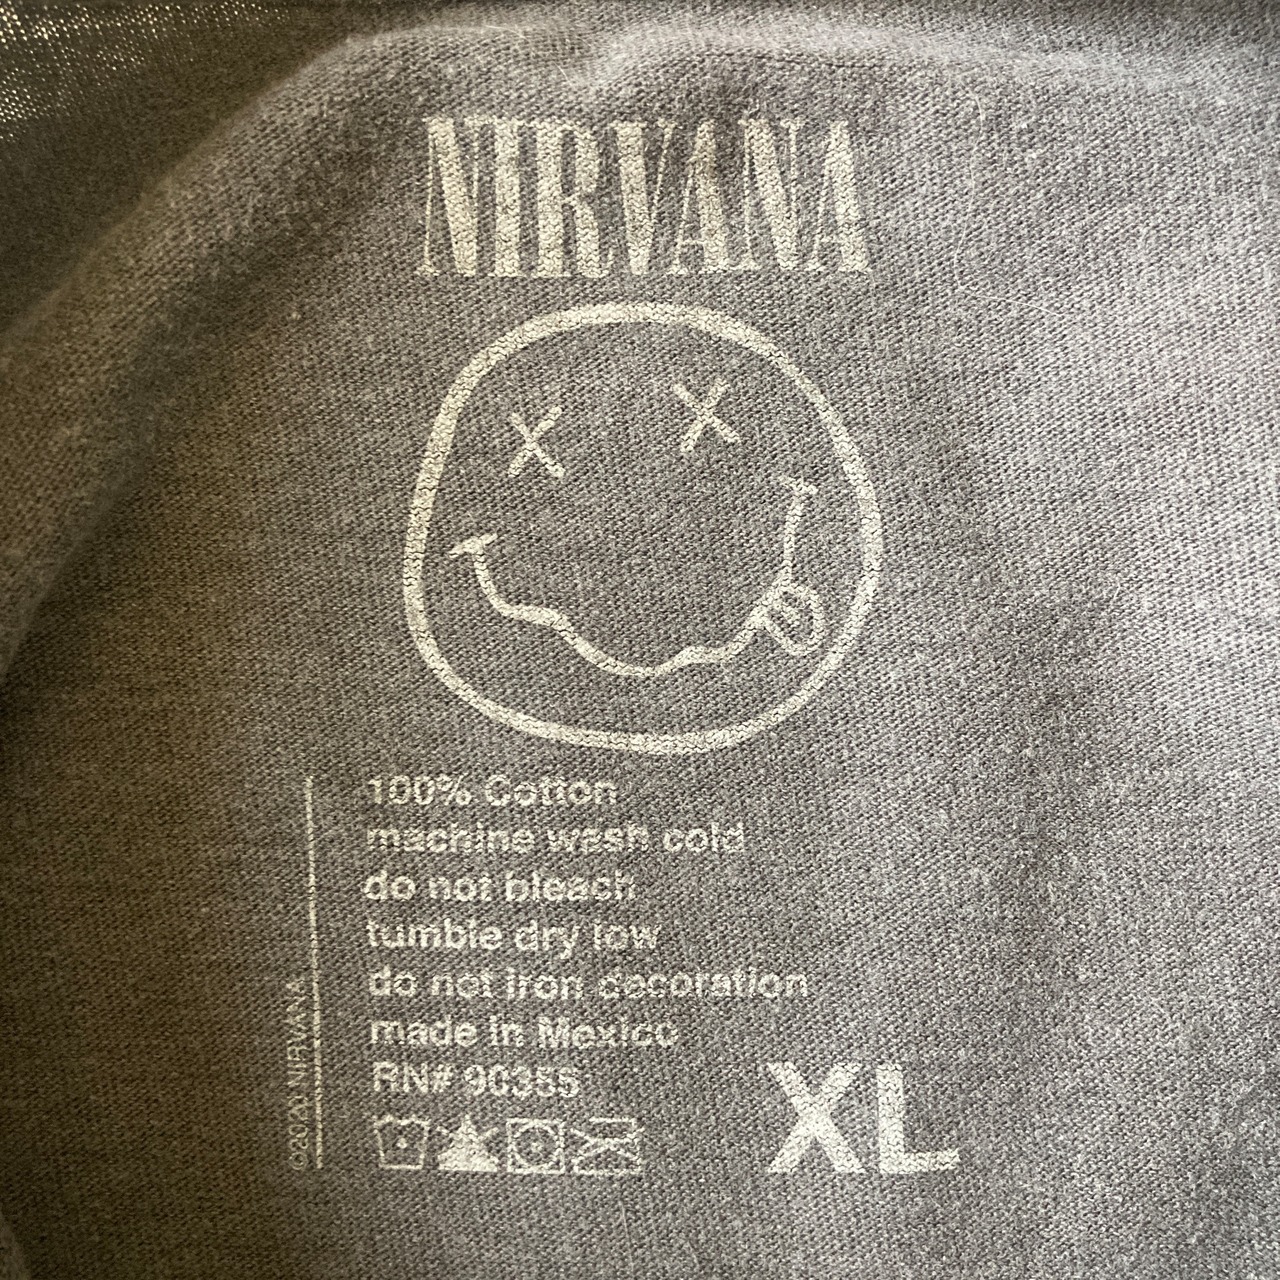 NIRVANA
100% Cotton
machine wash cold
do not bleach
tumble dry low
do not iron decoration
made in Mexico
RN# 90355
XL
©2020 NIRVANA